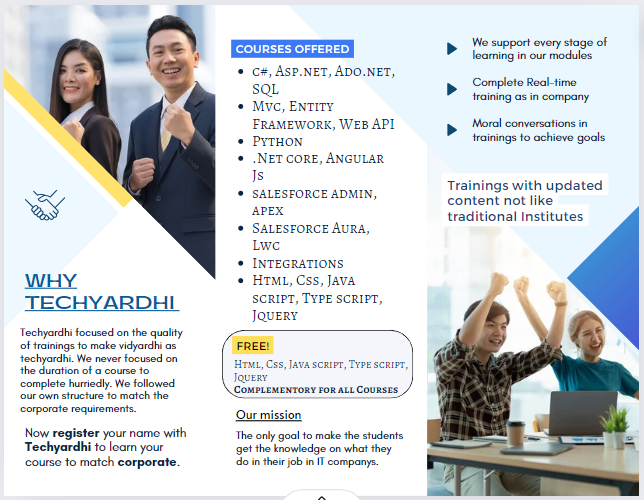 WHY
TECHYARDHI
Techyardhi focused on the quality
of trainings to make vidyardhi as
techyardhi. We never focused on
the duration of a course to
complete hurriedly. We followed
our own structure to match the
corporate requirements.
Now register your name with
Techyardhi to learn your
course to match corporate.
COURSES OFFERED
• C#, Asp.net, Ado.net,
SQL
• Mvc, Entity
Framework, Web API
• Python
• .Net core, Angular
Js
• salesforce admin,
apex
• Salesforce Aura,
Lwc
• Integrations
• Html, Css, Java
script, Type script,
Jquery
FREE!
Html, Css, Java script, Type script,
Jquery
Complementory for all Courses
Our mission
The only goal to make the students
get the knowledge on what they
do in their job in IT companys.
We support every stage of
learning in our modules
Complete Real-time
training as in company
Moral conversations in
trainings to achieve goals
Trainings with updated
content not like
traditional Institutes